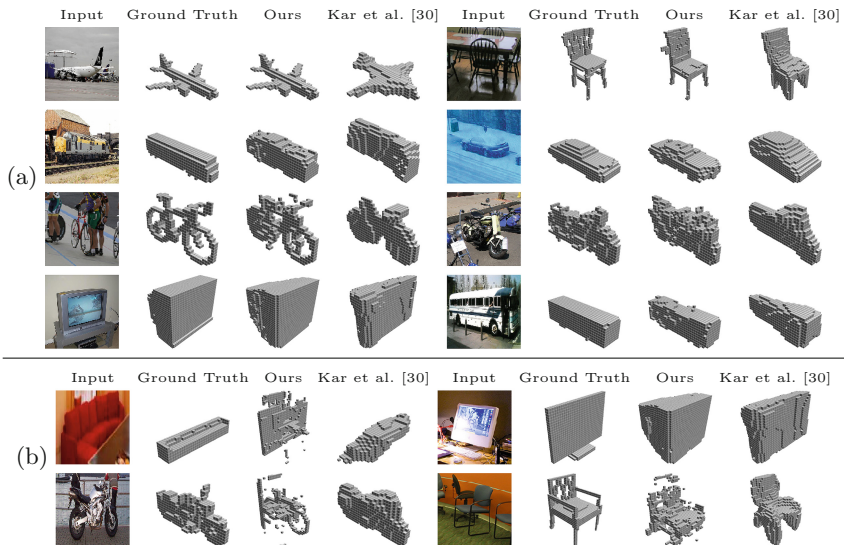 Input Ground Truth Ours Kar et al. [30] Input Ground Truth Ours Kar et al. [30]
(a)
Input Ground Truth Ours Kar et al. [30] Input Ground Truth Ours Kar et al. [30]
(b)